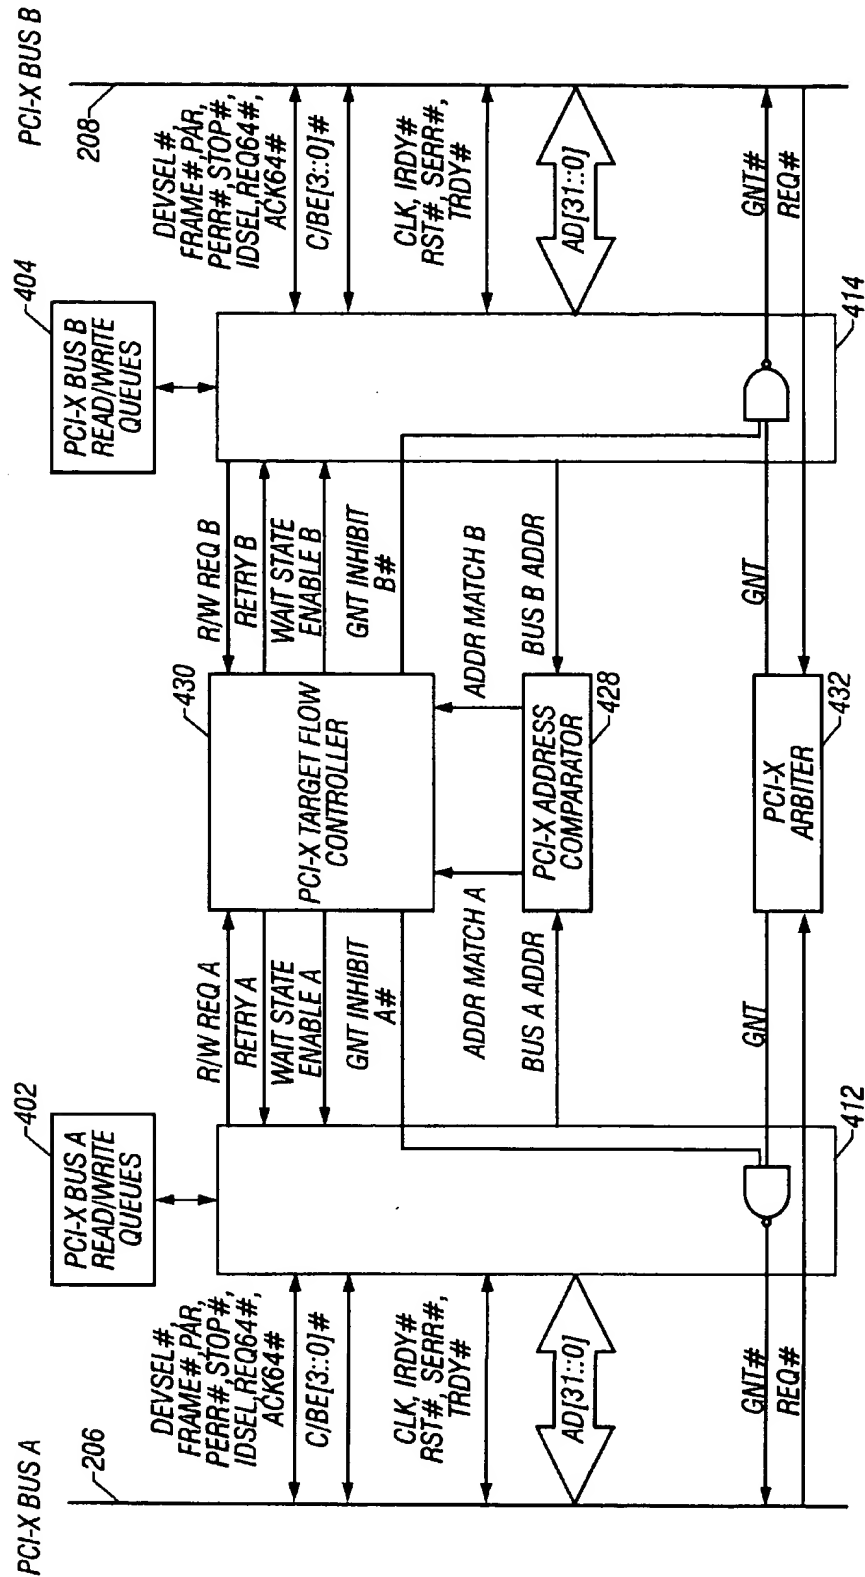 PCI-X BUS A
206
PCI-X BUS B
208
402
PCI-X BUS A
READ/WRITE
QUEUES
404
PCI-X BUS B
READ/WRITE
QUEUES
DEVSEL#,
FRAME#,PAR,
PERR#,STOP#,
IDSEL,REQ64#,
ACK64#
C/BE[3::0]#
CLK, IRDY#
RST#, SERR#,
TRDY#
AD[31::0]
GNT#
REQ#
412
R/W REQ A
RETRY A
WAIT STATE
ENABLE A
GNT INHIBIT
A#
ADDR MATCH A
BUS A ADDR
GNT
430
PCI-X TARGET FLOW
CONTROLLER
PCI-X ADDRESS
COMPARATOR
428
PCI-X
ARBITER
432
R/W REQ B
RETRY B
WAIT STATE
ENABLE B
GNT INHIBIT
B#
ADDR MATCH B
BUS B ADDR
GNT
414
DEVSEL#,
FRAME#,PAR,
PERR#,STOP#,
IDSEL,REQ64#,
ACK64#
C/BE[3::0]#
CLK, IRDY#
RST#, SERR#,
TRDY#
AD[31::0]
GNT#
REQ#